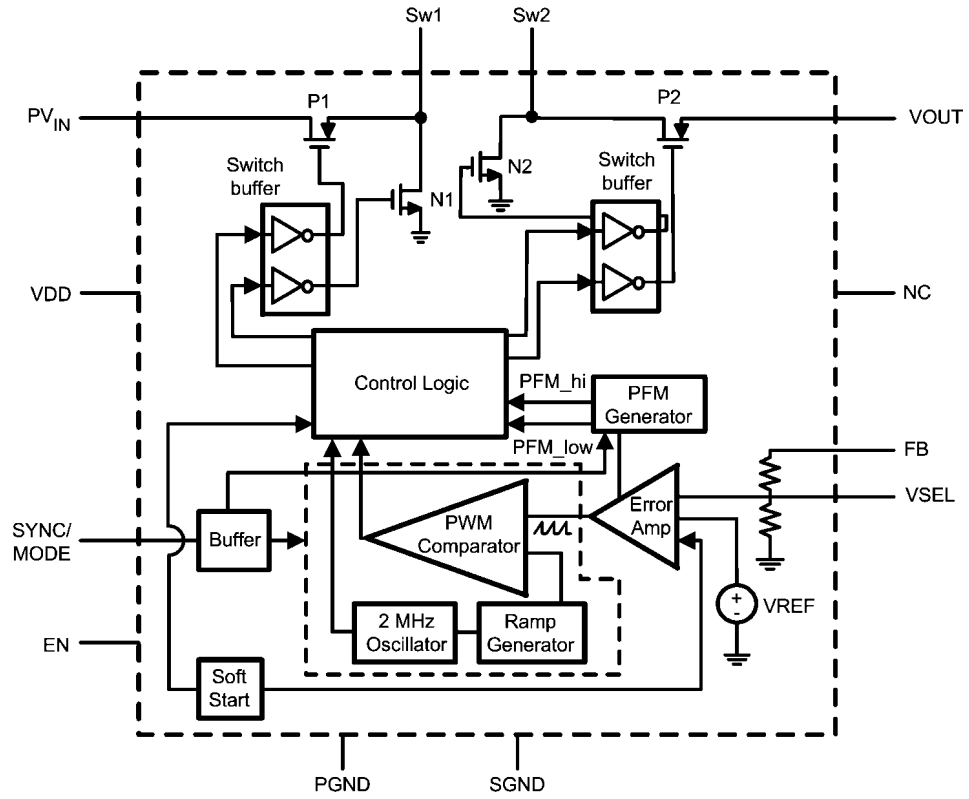 Sw1
Sw2
P1
P2
PVIN
VOUT
Switch
buffer
N1
N2
Switch
buffer
VDD
NC
Control Logic
PFM_hi
PFM
Generator
PFM_low
FB
VSEL
SYNC/
MODE
Buffer
PWM
Comparator
Error
Amp
+
-
VREF
2 MHz
Oscillator
Ramp
Generator
EN
Soft
Start
PGND
SGND